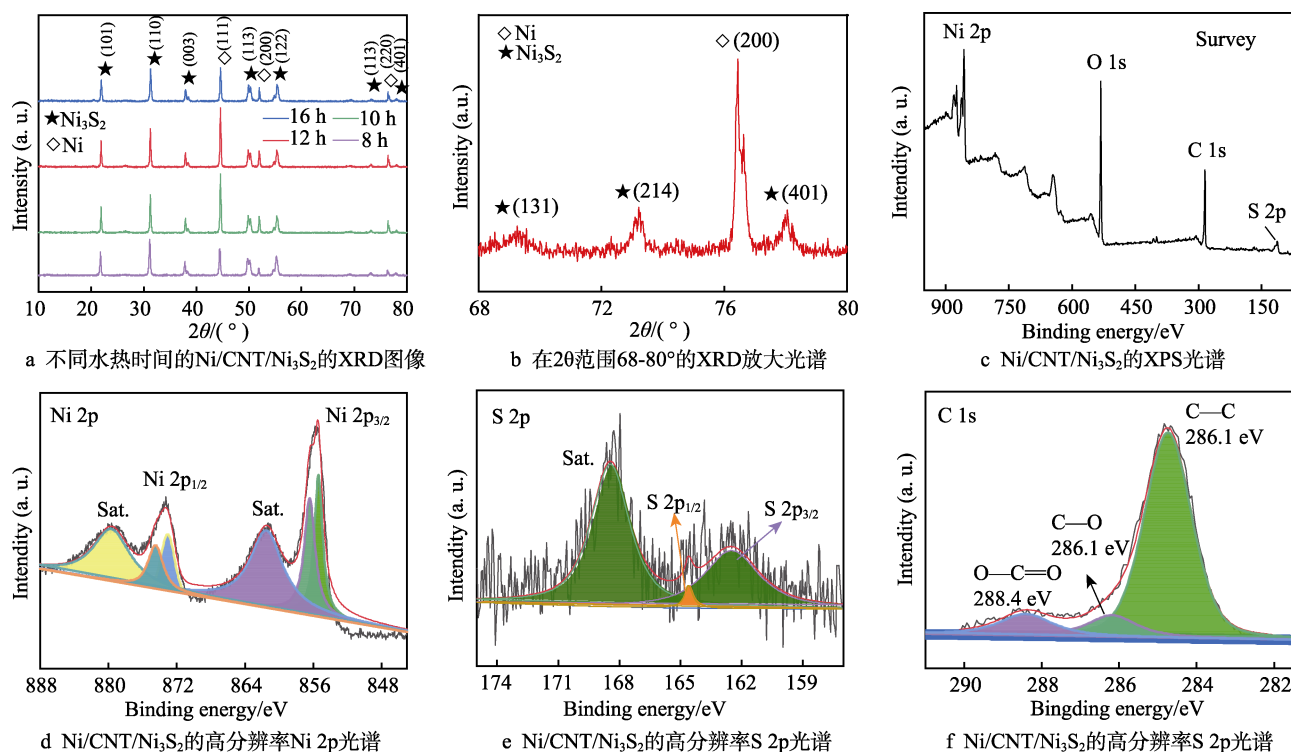 (101)
(110)
(003)
(111)
(113)
(200)
(122)
(113)
(220)
(401)
★Ni₃S₂
◇Ni
16 h
10 h
12 h
8 h
Intensity (a. u.)
10 20 30 40 50 60 70 80
2θ/( ° )
a 不同水热时间的Ni/CNT/Ni₃S₂的XRD图像
◇Ni
★Ni₃S₂
◇(200)
★(214)
★(131)
★(401)
Intensity (a. u.)
68 72 76 80
2θ/( ° )
b 在2θ范围68-80°的XRD放大光谱
Ni 2p
Survey
O 1s
C 1s
S 2p
Intendity (a. u.)
900 750 600 450 300 150
Binding energy/eV
c Ni/CNT/Ni₃S₂的XPS光谱
Ni 2p
Ni 2p₃/₂
Ni 2p₁/₂
Sat.
Sat.
Intendity (a. u.)
888 880 872 864 856 848
Bingding energy/eV
d Ni/CNT/Ni₃S₂的高分辨率Ni 2p光谱
S 2p
Sat.
S 2p₁/₂
S 2p₃/₂
Intendity (a. u.)
174 171 168 165 162 159
Bingding energy/eV
e Ni/CNT/Ni₃S₂的高分辨率S 2p光谱
C 1s
C—C
286.1 eV
C—O
286.1 eV
O—C=O
288.4 eV
Intendity (a. u.)
290 288 286 284 282
Bingding energy/eV
f Ni/CNT/Ni₃S₂的高分辨率C 1s光谱